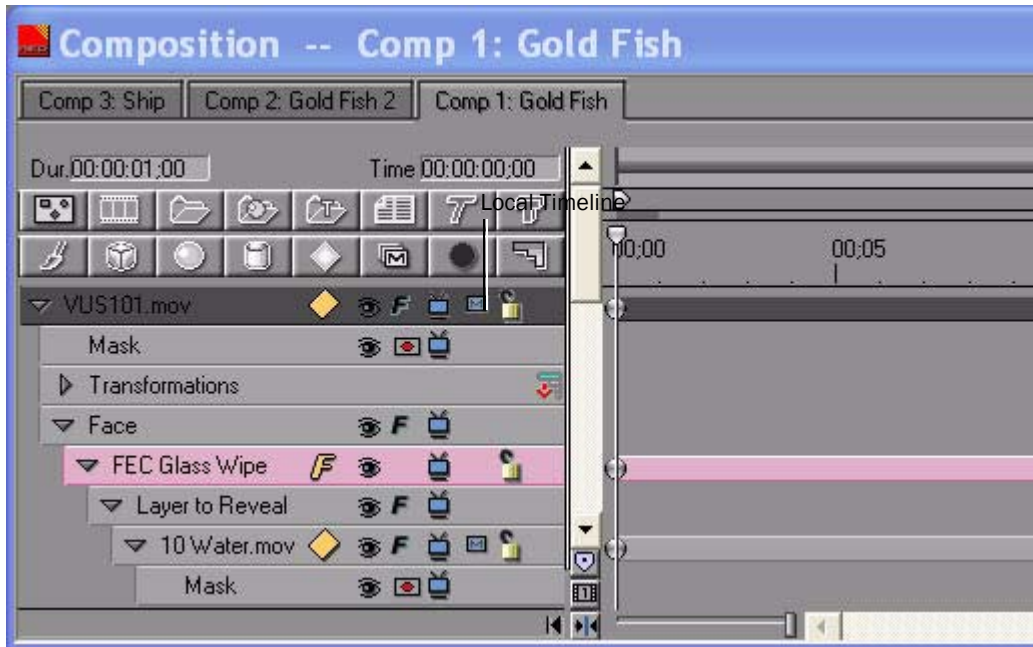 Composition -- Comp 1: Gold Fish
Comp 3: Ship Comp 2: Gold Fish 2 Comp 1: Gold Fish
Dur. 00:00:01;00 Time 00:00:00;00
Local Timeline
00;00 00;05
VUS101.mov
Mask
Transformations
Face
FEC Glass Wipe
Layer to Reveal
10 Water.mov
Mask